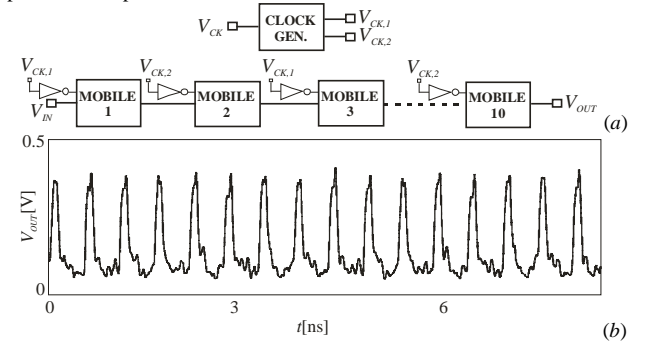 V_CK
CLOCK GEN.
V_CK,1
V_CK,2
V_CK,1
V_CK,2
V_CK,1
V_CK,2
V_IN
MOBILE 1
MOBILE 2
MOBILE 3
MOBILE 10
V_OUT
(a)
0.5
V_OUT[V]
0
0
3
6
t[ns]
(b)